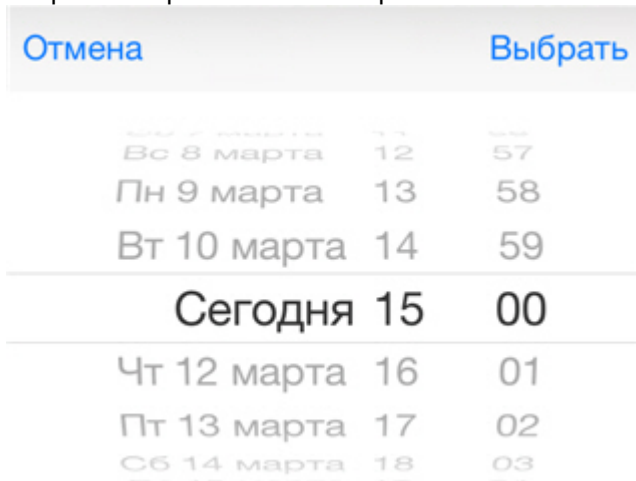 Отмена Выбрать
Вс 8 марта 12 57
Пн 9 марта 13 58
Вт 10 марта 14 59
Сегодня 15 00
Чт 12 марта 16 01
Пт 13 марта 17 02
Сб 14 марта 18 03